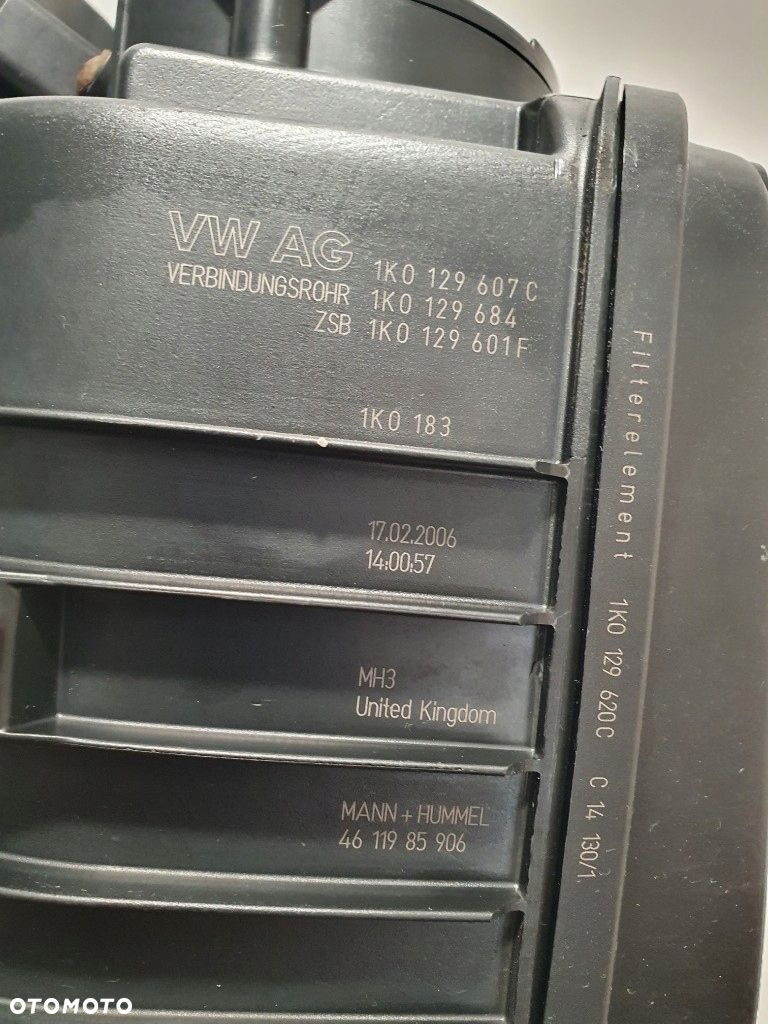 VW AG 1K0 129 607 C
VERBINDUNGSROHR 1K0 129 684
ZSB 1K0 129 601 F
1K0 183
17.02.2006
14:00:57
MH3
United Kingdom
MANN + HUMMEL
46 119 85 906
Filterelement 1K0 129 620 C C 14 130/1
OTOMOTO